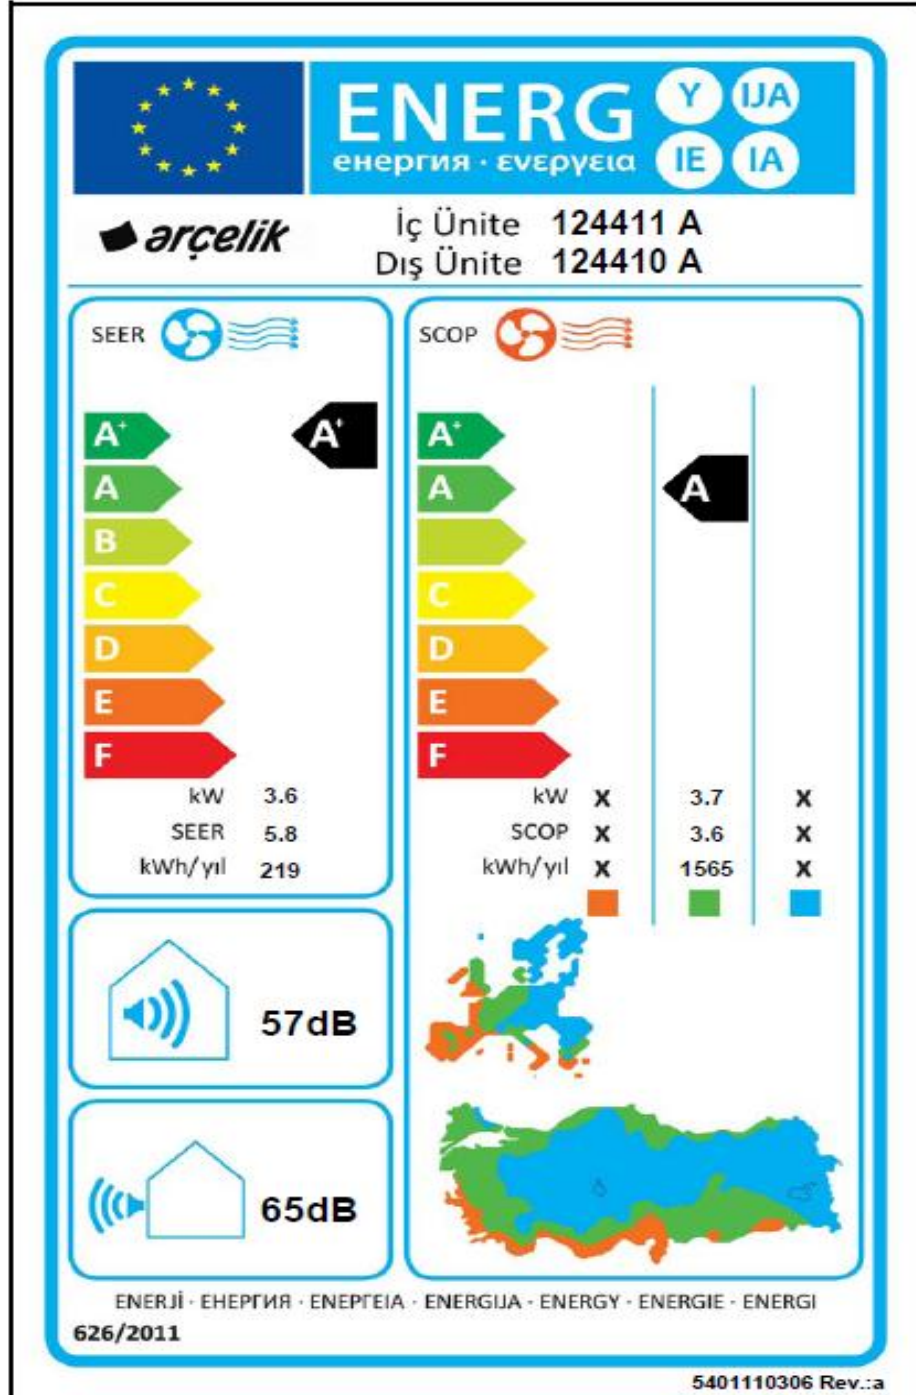 ENERG Y IJA
енергия · ενεργεια IE IA
arçelik
İç Ünite 124411 A
Dış Ünite 124410 A
SEER
A⁺ A⁺
A
B
C
D
E
F
kW 3.6
SEER 5.8
kWh/yıl 219
SCOP
A⁺
A A
C
D
E
F
kW X 3.7 X
SCOP X 3.6 X
kWh/yıl X 1565 X
57dB
65dB
ENERJİ · ЕНЕРГИЯ · ΕΝΕΡΓΕΙΑ · ENERGIJA · ENERGY · ENERGIE · ENERGI
626/2011
5401110306 Rev.:a